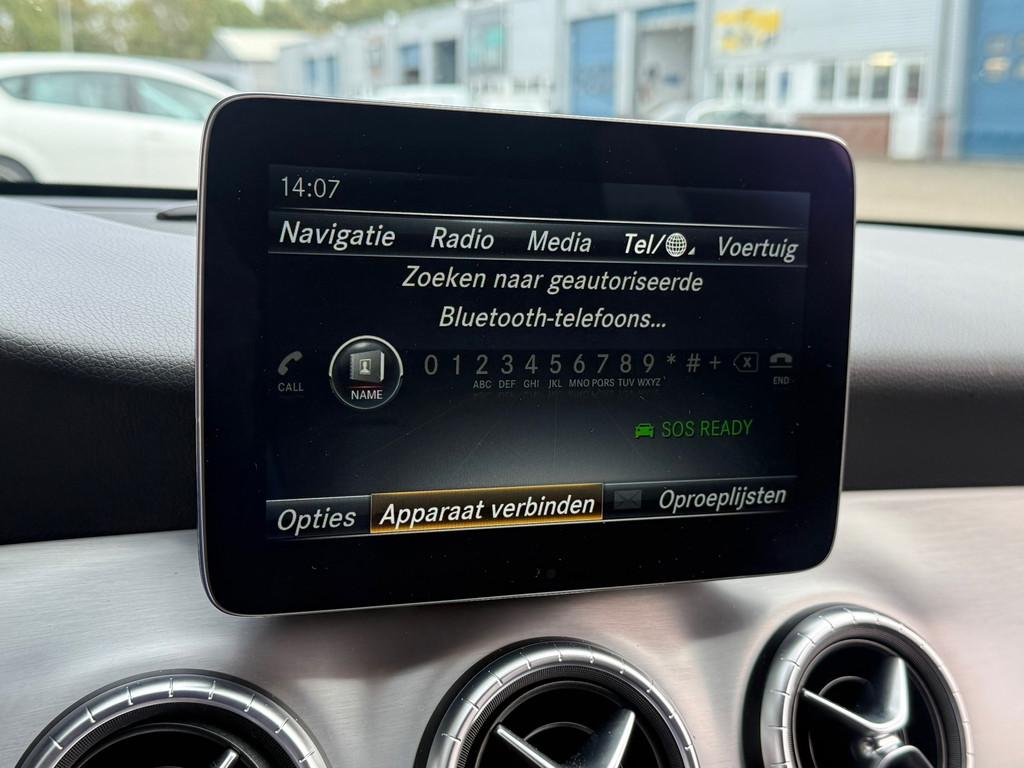 14:07
Navigatie Radio Media Tel/ Voertuig
Zoeken naar geautoriseerde
Bluetooth-telefoons...
0 1 2 3 4 5 6 7 8 9 * # +
CALL NAME ABC DEF GHI JKL MNO PQRS TUV WXYZ END
SOS READY
Opties Apparaat verbinden Oproeplijsten